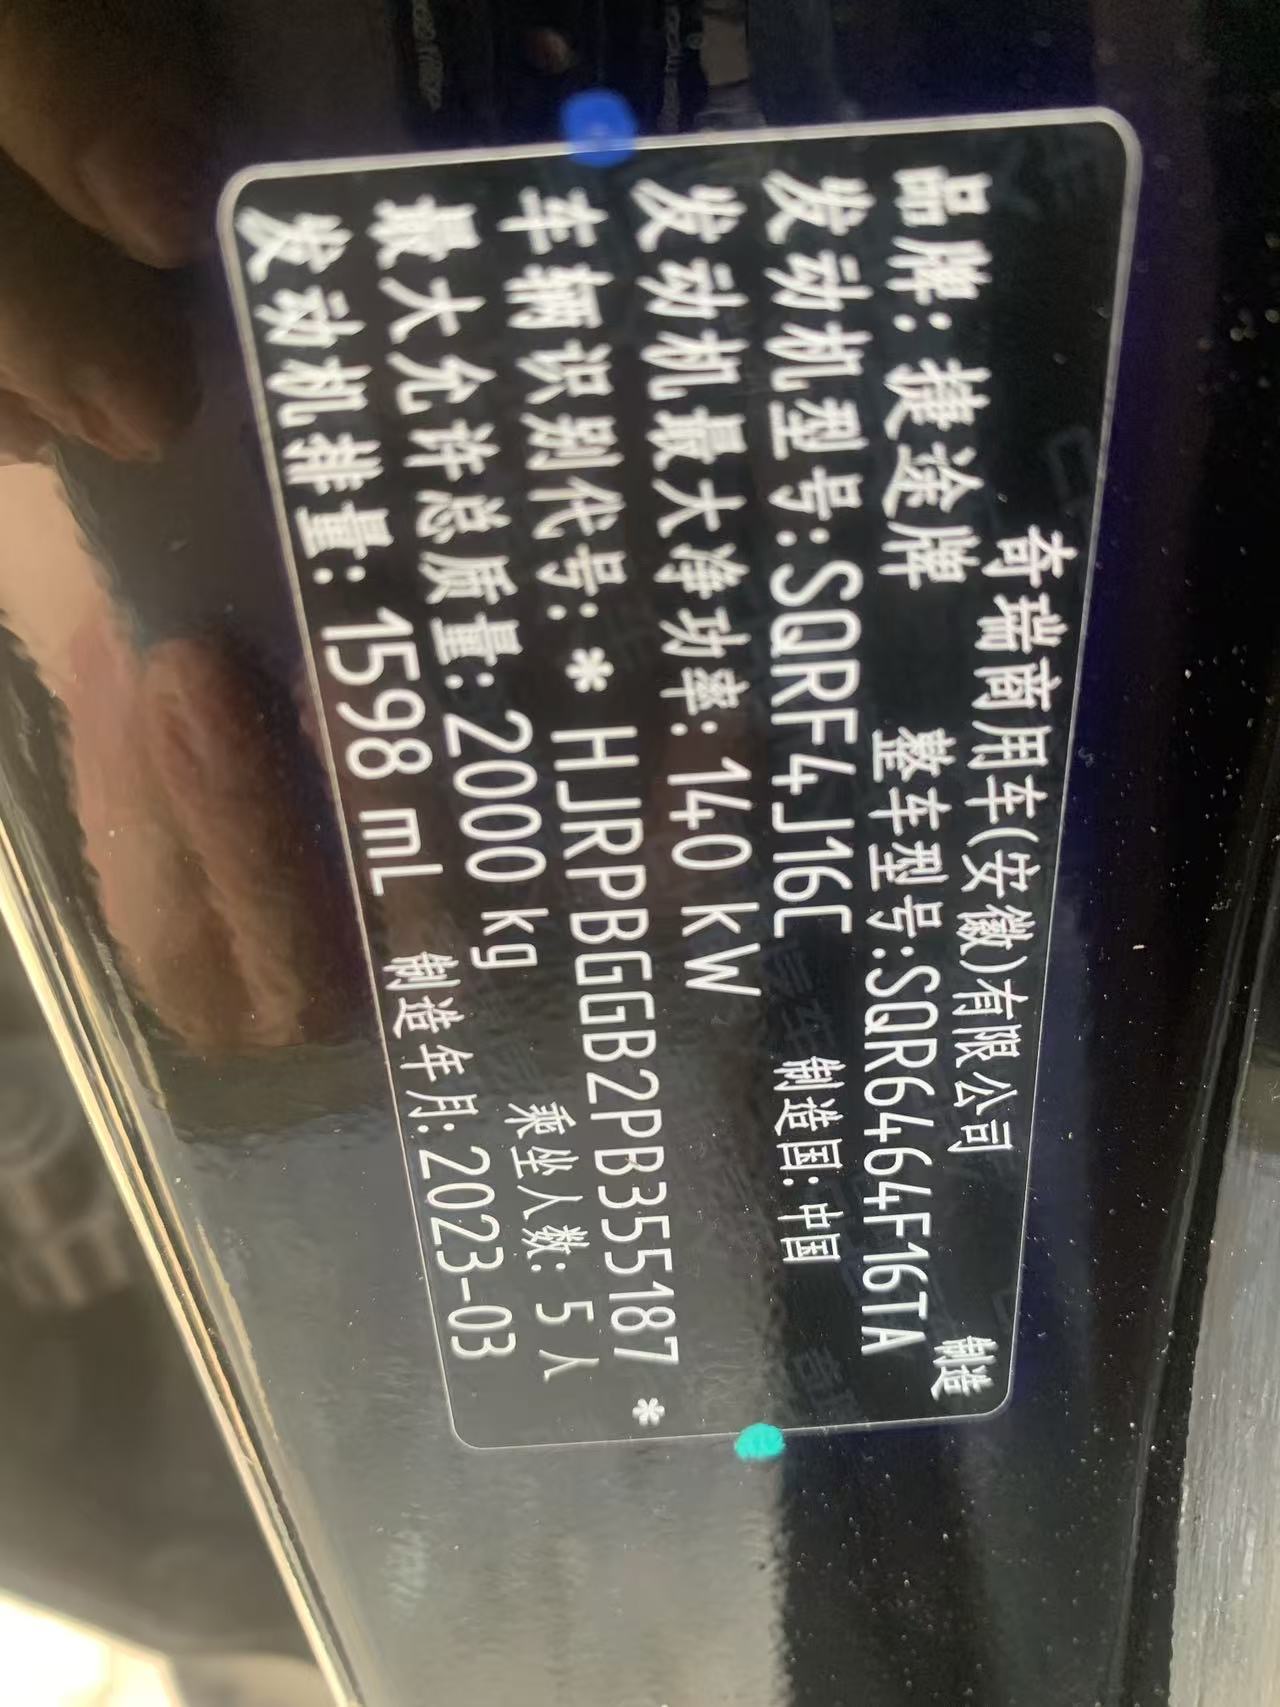 奇瑞商用车(安徽)有限公司 制造
品牌: 捷途牌 整车型号:SQR6464F16TA
发动机型号:SQRF4J16C 制造国: 中国
发动机最大净功率: 140 kW
车辆识别代号: * HJRPBGGB2PB355187 *
最大允许总质量: 2000 kg 乘坐人数: 5 人
发动机排量: 1598 mL 制造年月: 2023-03